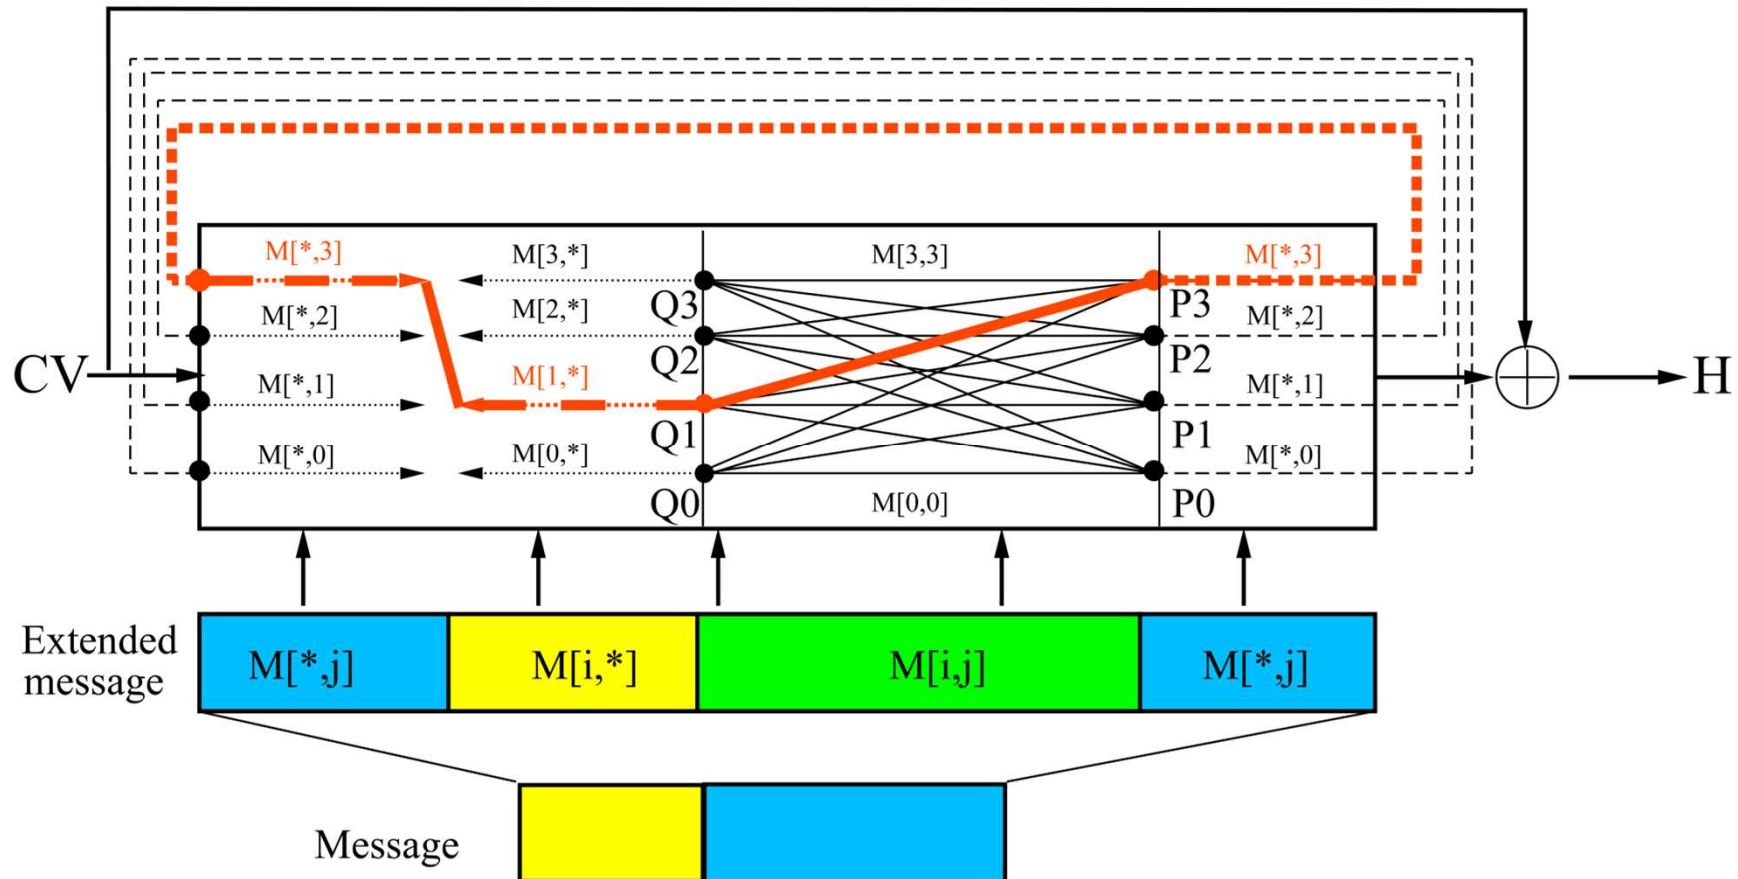 M[*,3]
M[3,*]
M[3,3]
M[*,3]
Q3
P3
M[*,2]
M[2,*]
M[*,2]
Q2
P2
CV
M[*,1]
M[1,*]
M[*,1]
H
Q1
P1
M[*,0]
M[0,*]
M[*,0]
Q0
M[0,0]
P0
Extended
message
M[*,j]
M[i,*]
M[i,j]
M[*,j]
Message